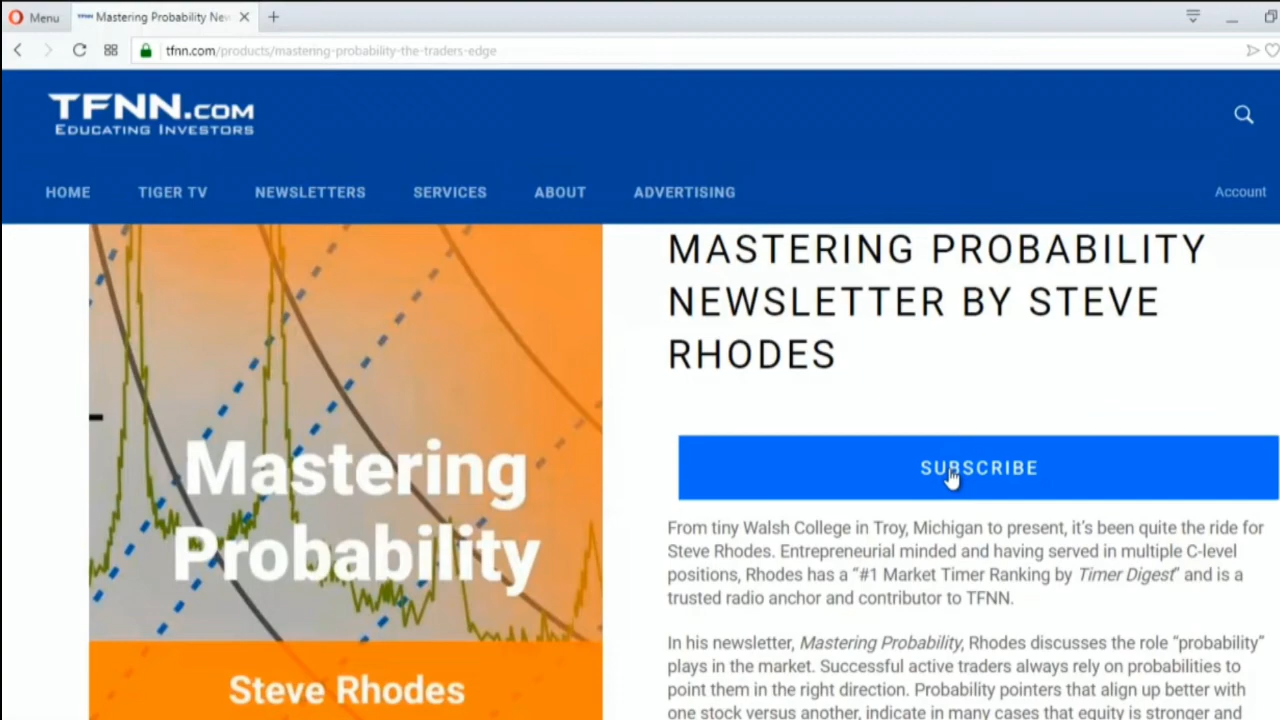 Menu
Mastering Probability New
tfnn.com/products/mastering-probability-the-traders-edge
TFNN.COM
EDUCATING INVESTORS
HOME
TIGER TV
NEWSLETTERS
SERVICES
ABOUT
ADVERTISING
Account
Mastering
Probability
Steve Rhodes
MASTERING PROBABILITY
NEWSLETTER BY STEVE
RHODES
SUBSCRIBE
From tiny Walsh College in Troy, Michigan to present, it’s been quite the ride for
Steve Rhodes. Entrepreneurial minded and having served in multiple C-level
positions, Rhodes has a “#1 Market Timer Ranking by Timer Digest” and is a
trusted radio anchor and contributor to TFNN.
In his newsletter, Mastering Probability, Rhodes discusses the role “probability”
plays in the market. Successful active traders always rely on probabilities to
point them in the right direction. Probability pointers that align up better with
one stock versus another, indicate in many cases that equity is stronger and